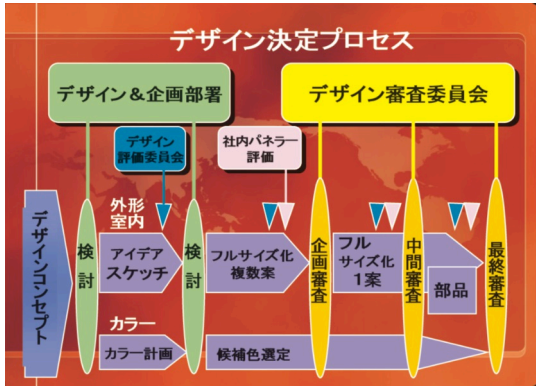 デザイン決定プロセス
デザイン＆企画部署
デザイン審査委員会
デザイン
評価委員会
社内パネラー
評価
デザインコンセプト
外形
室内
検討
アイデア
スケッチ
検討
フルサイズ化
複数案
企画審査
フル
サイズ化
1案
中間審査
部品
最終審査
カラー
カラー計画
候補色選定